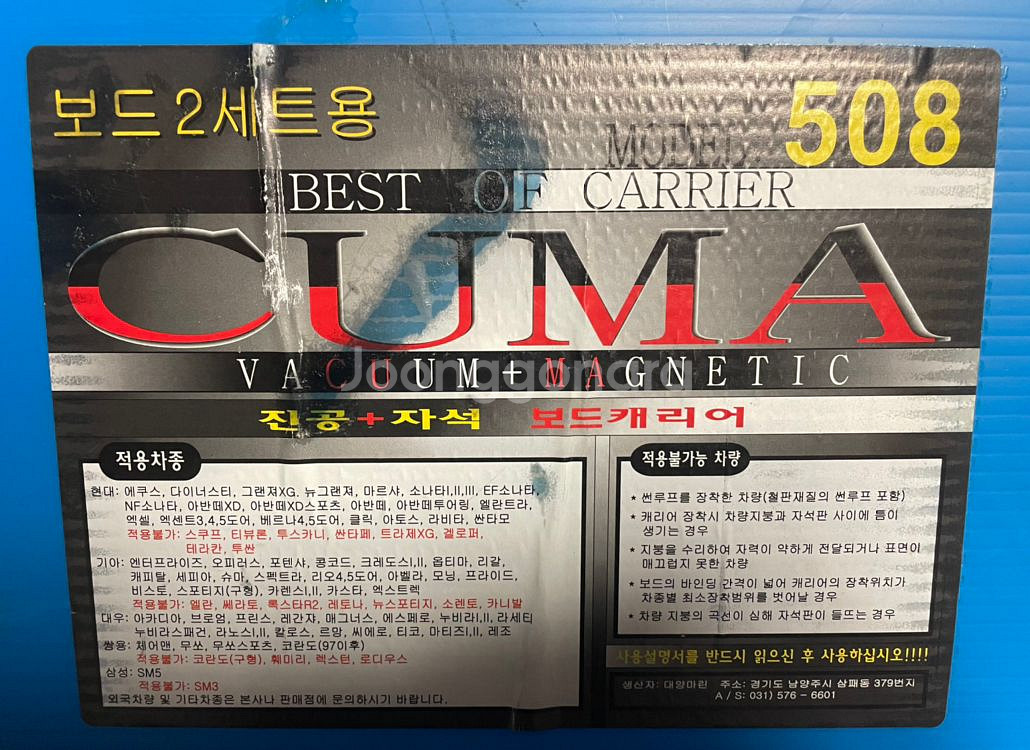 보드 2세트용
MODEL. 508
BEST OF CARRIER
CUMA
VACUUM+MAGNETIC
Joonggonara
진공+자석 보드캐리어
적용차종
현대: 에쿠스, 다이너스티, 그랜져XG, 뉴그랜져, 마르샤, 소나타I,II,III, EF소나타,
NF소나타, 아반떼XD, 아반떼XD스포츠, 아반떼, 아반떼투어링, 엘란트라,
엑셀, 엑센트3,4,5도어, 베르나4,5도어, 클릭, 아토스, 라비타, 싼타모
적용불가: 스쿠프, 티뷰론, 투스카니, 싼타페, 트라제XG, 겔로퍼,
테라칸, 투싼
기아: 엔터프라이즈, 오피러스, 포텐샤, 콩코드, 크레도스I,II, 옵티마, 리갈,
캐피탈, 세피아, 슈마, 스펙트라, 리오4,5도어, 아벨라, 모닝, 프라이드,
비스토, 스포티지(구형), 카렌스I,II, 카스타, 엑스트렉
적용불가: 엘란, 쎄라토, 록스타R2, 레토나, 뉴스포티지, 소렌토, 카니발
대우: 아카디아, 브로엄, 프린스, 레간쟈, 매그너스, 에스페로, 누비라I,II, 라세티
누비라스패건, 라노스I,II, 칼로스, 르망, 씨에로, 티코, 마티즈I,II, 레조
쌍용: 체어맨, 무쏘, 무쏘스포츠, 코란도(97이후)
적용불가: 코란도(구형), 훼미리, 렉스턴, 로디우스
삼성: SM5
적용불가: SM3
외국차량 및 기타차종은 본사나 판매점에 문의하시기 바랍니다.
적용불가능 차량
* 썬루프를 장착한 차량(철판재질의 썬루프 포함)
* 캐리어 장착시 차량지붕과 자석판 사이에 틈이
생기는 경우
* 지붕을 수리하여 자력이 약하게 전달되거나 표면이
매끄럽지 못한 차량
* 보드의 바인딩 간격이 넓어 캐리어의 장착위치가
차종별 최소장착범위를 벗어날 경우
* 차량 지붕의 곡선이 심해 자석판이 들뜨는 경우
사용설명서를 반드시 읽으신 후 사용하십시오!!!!
생산자: 대양마린 주소: 경기도 남양주시 삼패동 379번지
A / S: 031) 576 - 6601